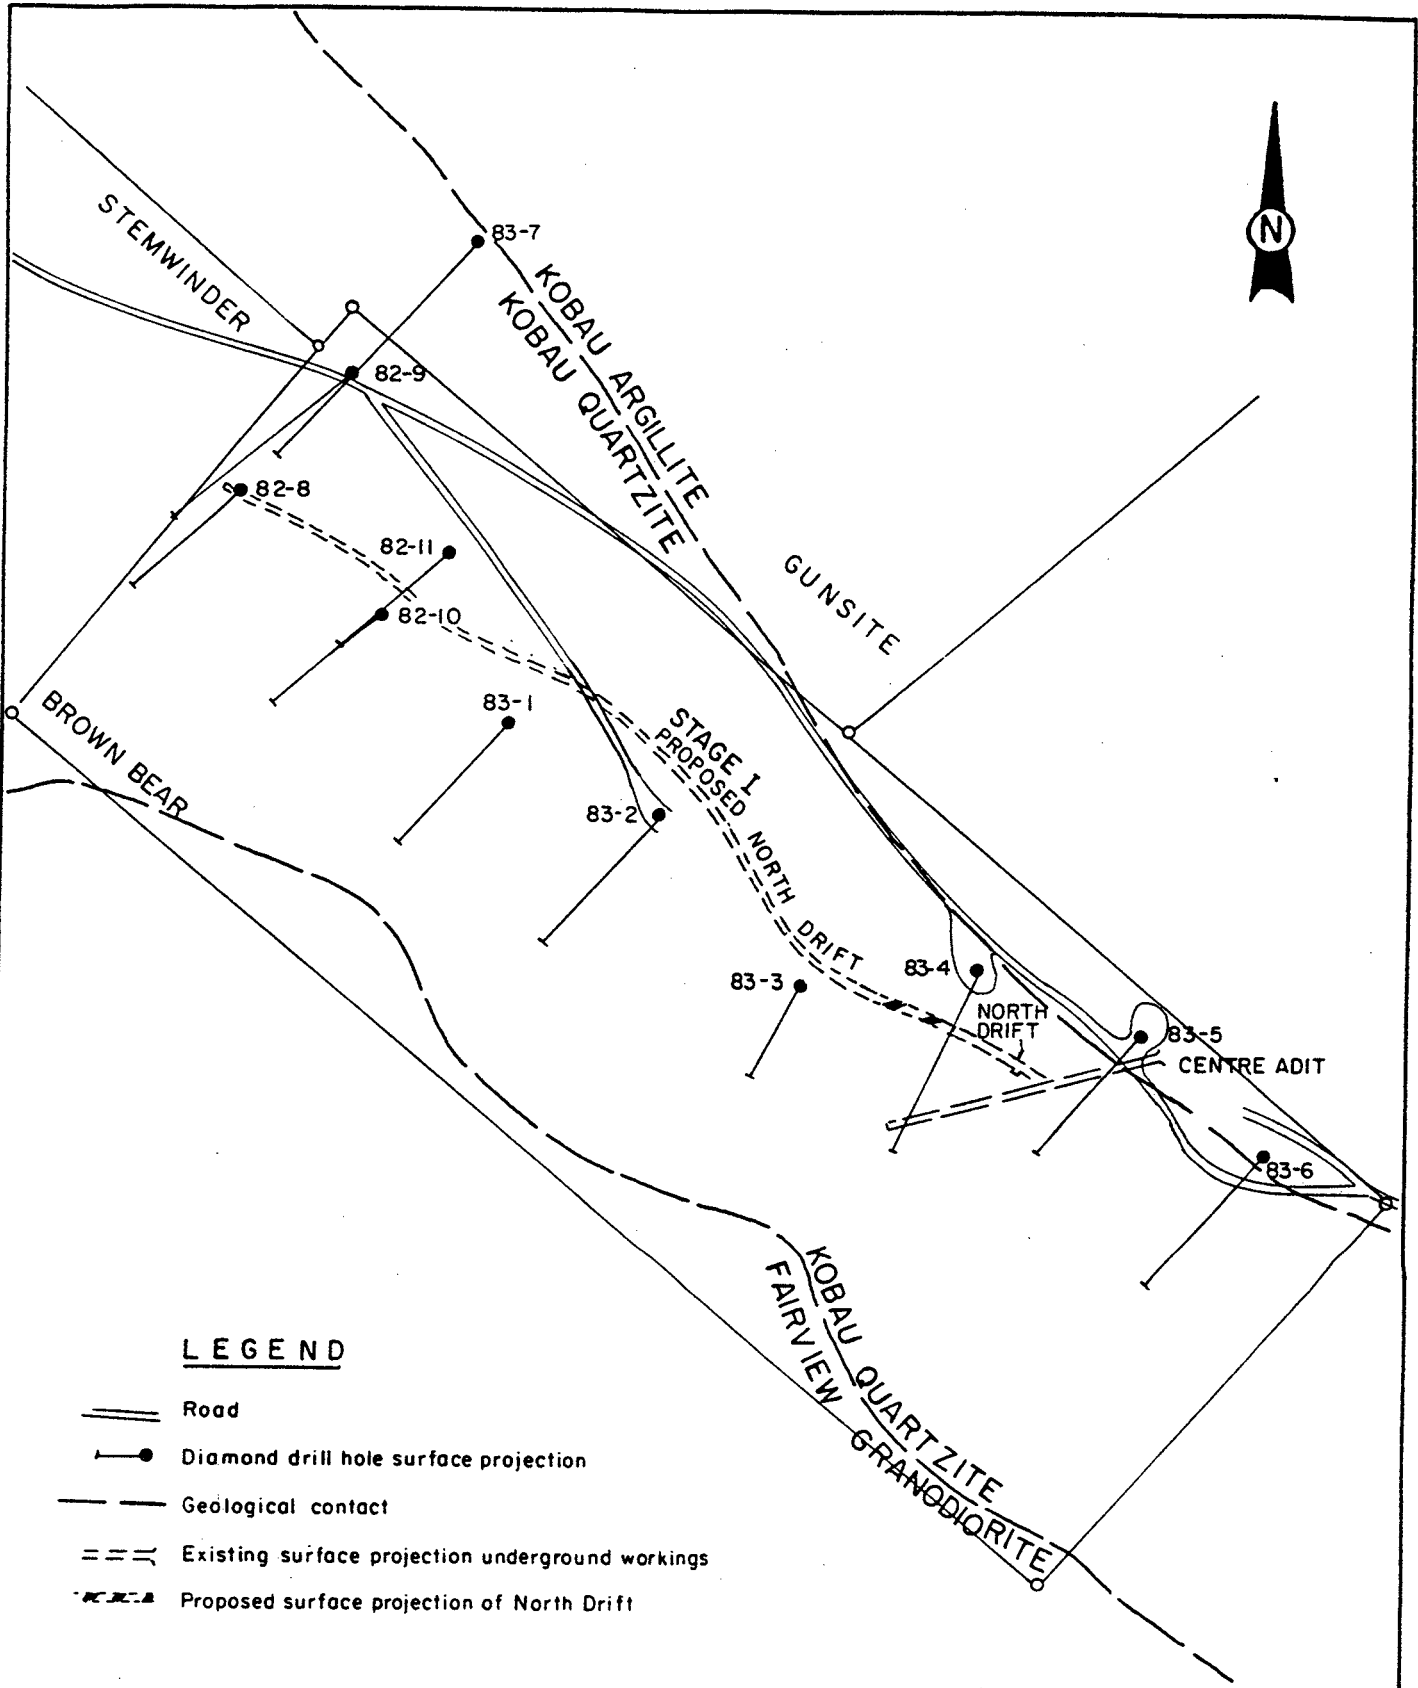 N
STEMWINDER
83-7
KOBAU ARGILLITE
KOBAU QUARTZITE
82-9
82-8
82-11
82-10
GUNSITE
BROWN BEAR
83-1
STAGE I
PROPOSED NORTH DRIFT
83-2
83-3
83-4
NORTH
DRIFT
83-5
CENTRE ADIT
83-6
KOBAU QUARTZITE
FAIRVIEW GRANODIORITE
LEGEND
Road
Diamond drill hole surface projection
Geological contact
Existing surface projection underground workings
Proposed surface projection of North Drift